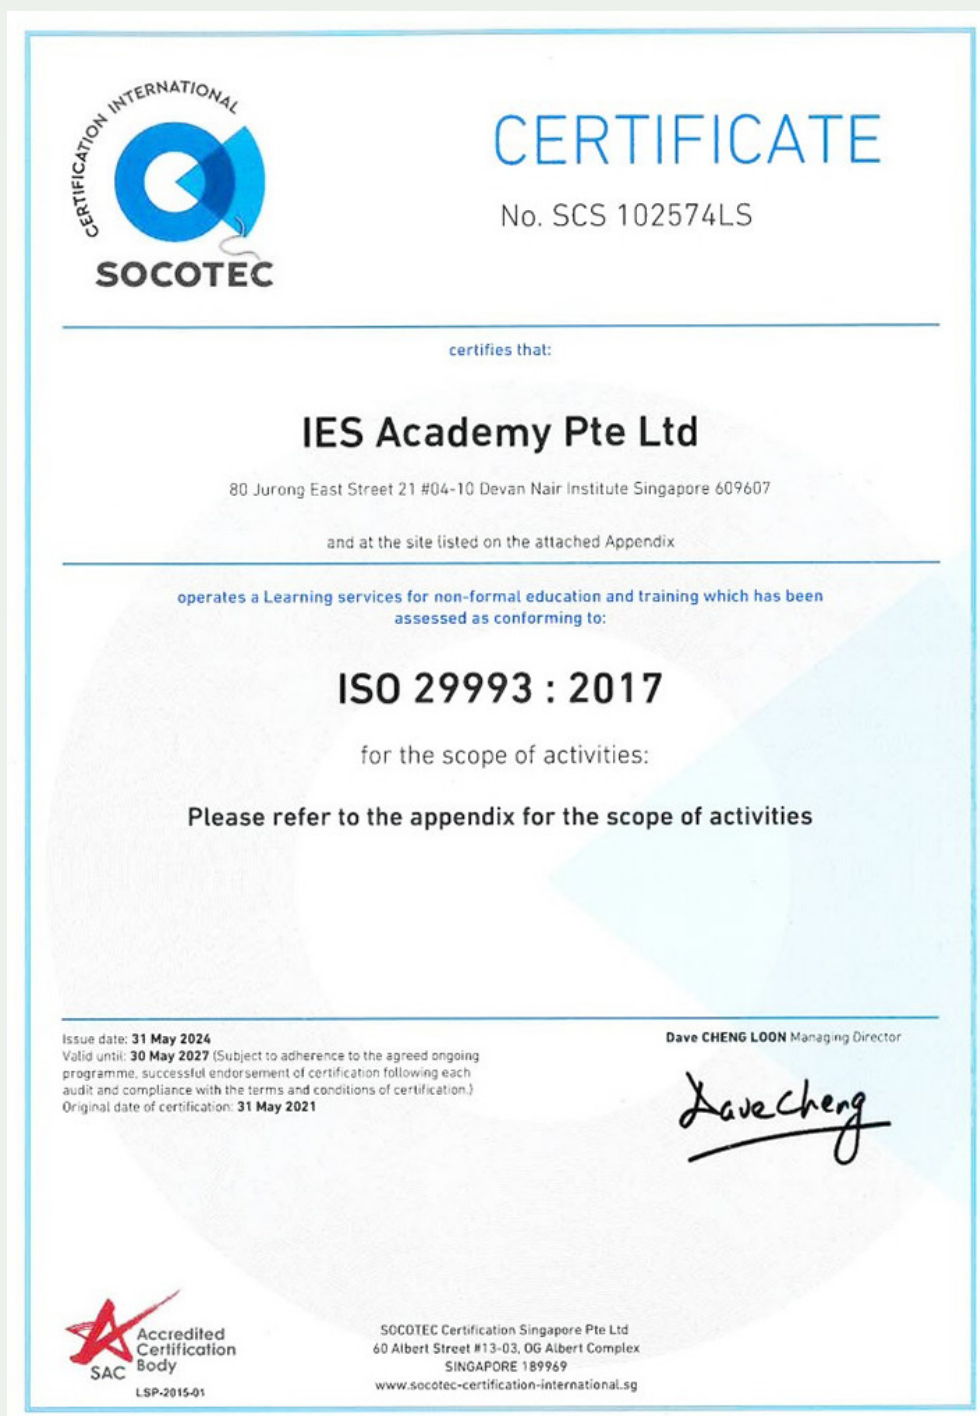 CERTIFICATION INTERNATIONAL
SOCOTEC
CERTIFICATE
No. SCS 102574LS
certifies that:
IES Academy Pte Ltd
80 Jurong East Street 21 #04-10 Devan Nair Institute Singapore 609607
and at the site listed on the attached Appendix
operates a Learning services for non-formal education and training which has been
assessed as conforming to:
ISO 29993 : 2017
for the scope of activities:
Please refer to the appendix for the scope of activities
Issue date: 31 May 2024
Valid until: 30 May 2027 (Subject to adherence to the agreed ongoing
programme, successful endorsement of certification following each
audit and compliance with the terms and conditions of certification.)
Original date of certification: 31 May 2021
Dave CHENG LOON Managing Director
Dave Cheng
SAC
Accredited
Certification
Body
LSP-2015-01
SOCOTEC Certification Singapore Pte Ltd
60 Albert Street #13-03, OG Albert Complex
SINGAPORE 189969
www.socotec-certification-international.sg